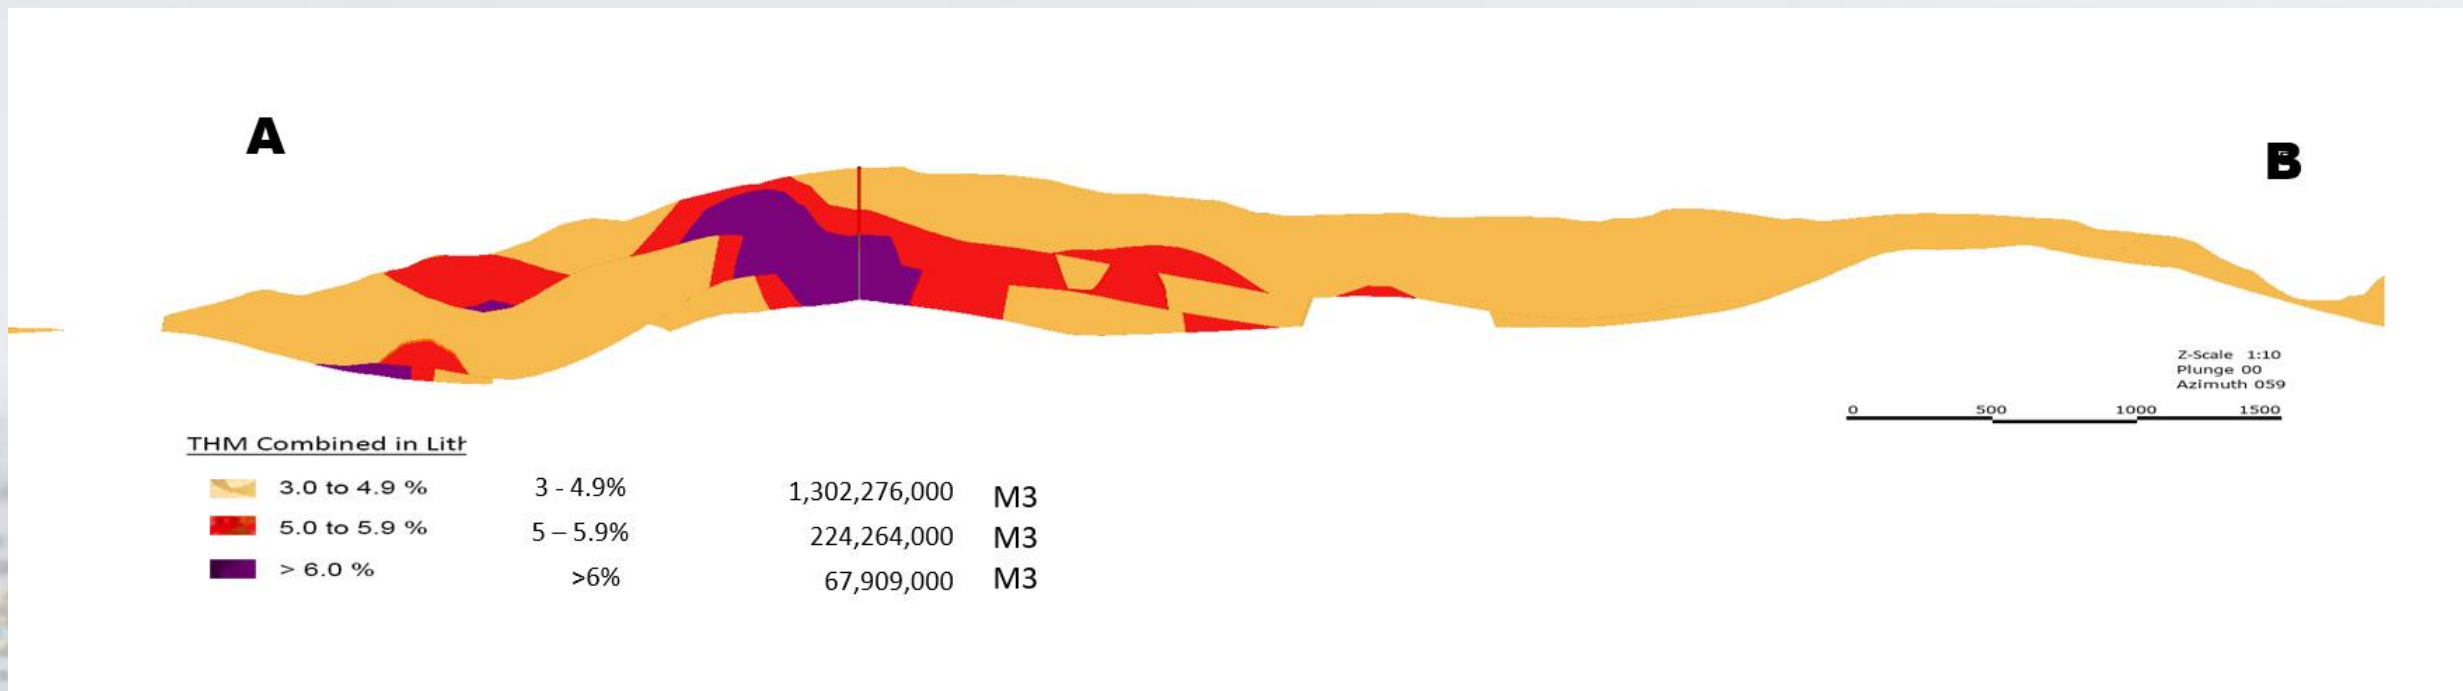 A
B
Z-Scale 1:10
Plunge 00
Azimuth 059
0 500 1000 1500
THM Combined in Lith
3.0 to 4.9 % 3 - 4.9% 1,302,276,000 M3
5.0 to 5.9 % 5 – 5.9% 224,264,000 M3
> 6.0 % >6% 67,909,000 M3